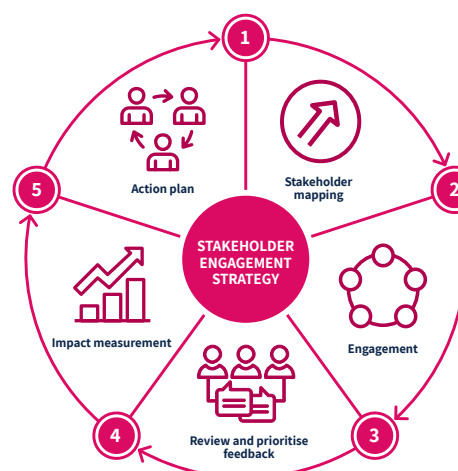 1
Stakeholder
mapping
2
Engagement
3
Review and prioritise
feedback
4
Impact measurement
5
Action plan
STAKEHOLDER
ENGAGEMENT
STRATEGY